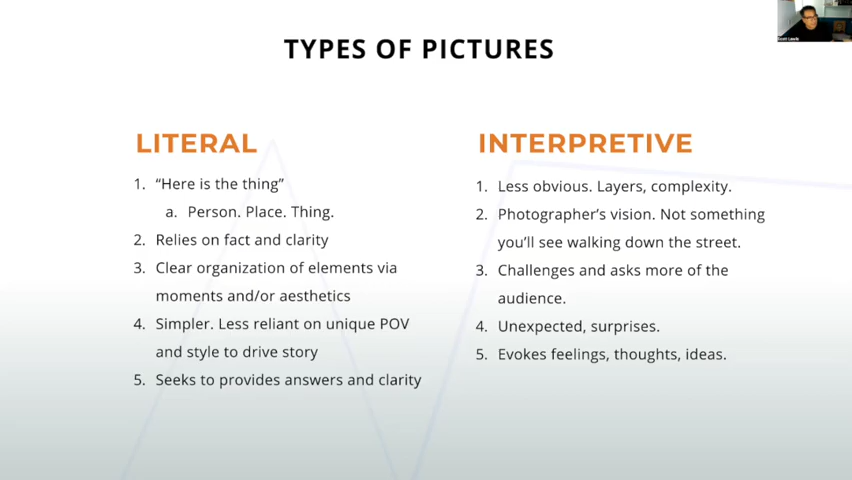 TYPES OF PICTURES
LITERAL
1. “Here is the thing”
a. Person. Place. Thing.
2. Relies on fact and clarity
3. Clear organization of elements via
moments and/or aesthetics
4. Simpler. Less reliant on unique POV
and style to drive story
5. Seeks to provides answers and clarity
INTERPRETIVE
1. Less obvious. Layers, complexity.
2. Photographer’s vision. Not something
you’ll see walking down the street.
3. Challenges and asks more of the
audience.
4. Unexpected, surprises.
5. Evokes feelings, thoughts, ideas.